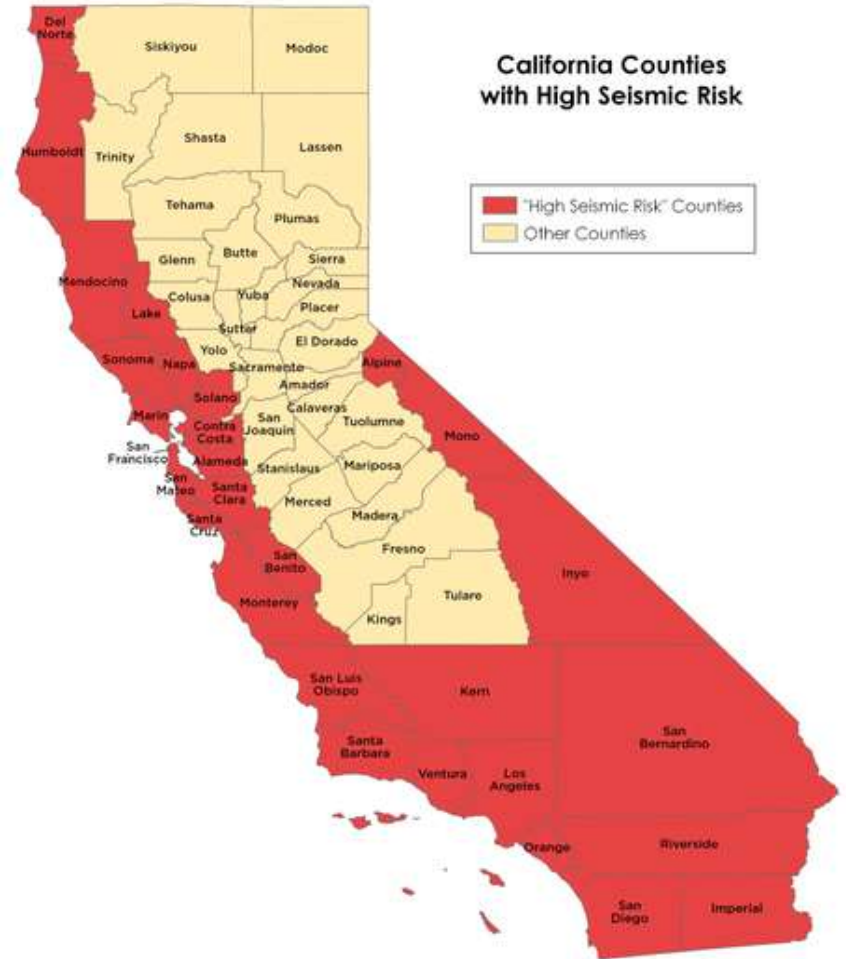 California Counties
with High Seismic Risk
"High Seismic Risk" Counties
Other Counties
Del
Norte
Siskiyou
Modoc
Humboldt
Trinity
Shasta
Lassen
Tehama
Plumas
Mendocino
Glenn
Butte
Sierra
Colusa
Yuba
Nevada
Lake
Placer
Sutter
Sonoma
Napa
Yolo
El Dorado
Sacramento
Alpine
Solano
Amador
Marin
Contra
Costa
San
Joaquin
Calaveras
Tuolumne
Mono
San
Francisco
Alameda
Stanislaus
Mariposa
San
Mateo
Santa
Clara
Merced
Santa
Cruz
Madera
San
Benito
Fresno
Inyo
Monterey
Kings
Tulare
San Luis
Obispo
Kern
Santa
Barbara
San
Bernardino
Ventura
Los
Angeles
Orange
Riverside
San
Diego
Imperial